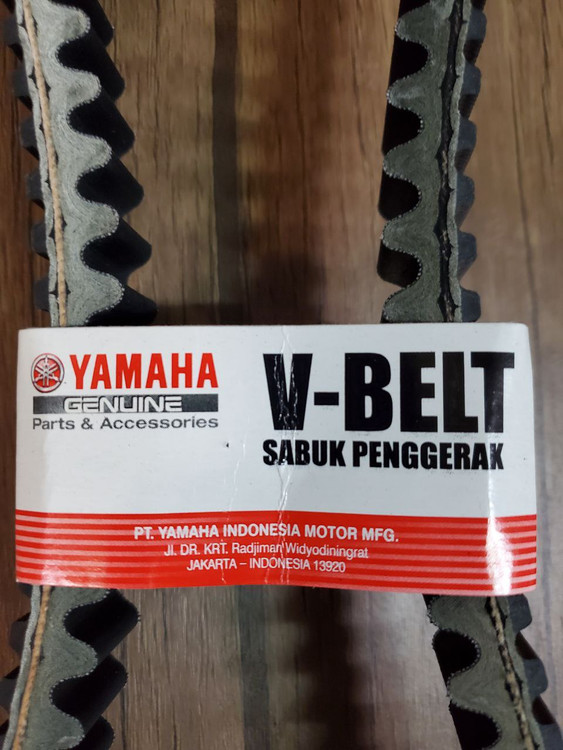 YAMAHA
GENUINE
Parts & Accessories
V-BELT
SABUK PENGGERAK
PT. YAMAHA INDONESIA MOTOR MFG.
Jl. DR. KRT. Radjiman Widyodiningrat
JAKARTA – INDONESIA 13920